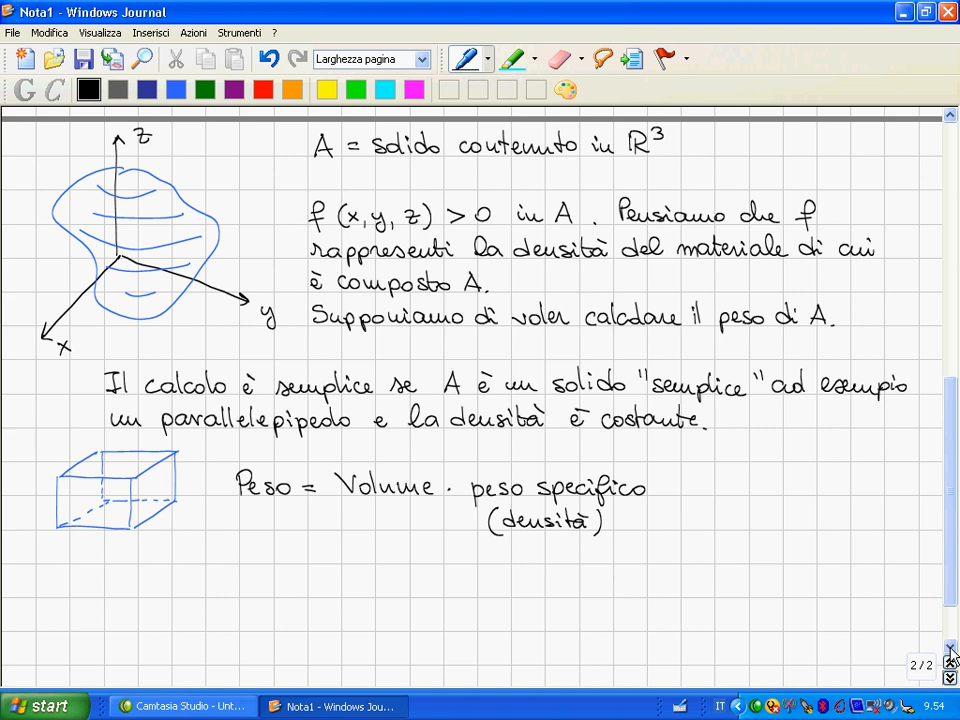 Nota1 - Windows Journal
File Modifica Visualizza Inserisci Azioni Strumenti ?
Larghezza pagina
G C
z
A = solido contenuto in ℝ³
f (x, y, z) > 0 in A . Pensiamo che f
rappresenti la densità del materiale di cui
è composto A.
y
Supponiamo di voler calcolare il peso di A.
x
Il calcolo è semplice se A è un solido "semplice" ad esempio
un parallelepipedo e la densità è costante.
Peso = Volume · peso specifico
(densità)
2 / 2
start Camtasia Studio - Unt... Nota1 - Windows Jou... IT 9.54